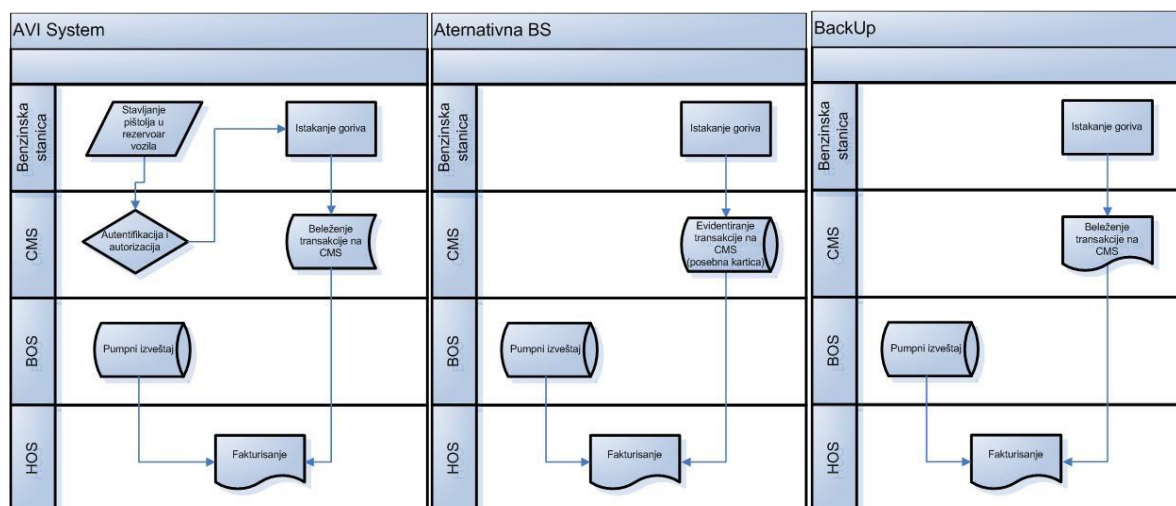 AVI System
Benzinska
stanica
Stavljanje
pištolja u
rezervoar
vozila
Istakanje goriva
CMS
Autentifikacija i
autorizacija
Beleženje
transakcije na
CMS
BOS
Pumpni izveštaj
HOS
Fakturisanje
Aternativna BS
Benzinska
stanica
Istakanje goriva
CMS
Evidentiranje
transakcije na
CMS
(posebna kartica)
BOS
Pumpni izveštaj
HOS
Fakturisanje
BackUp
Benzinska
stanica
Istakanje goriva
CMS
Beleženje
transakcije na
CMS
BOS
Pumpni izveštaj
HOS
Fakturisanje